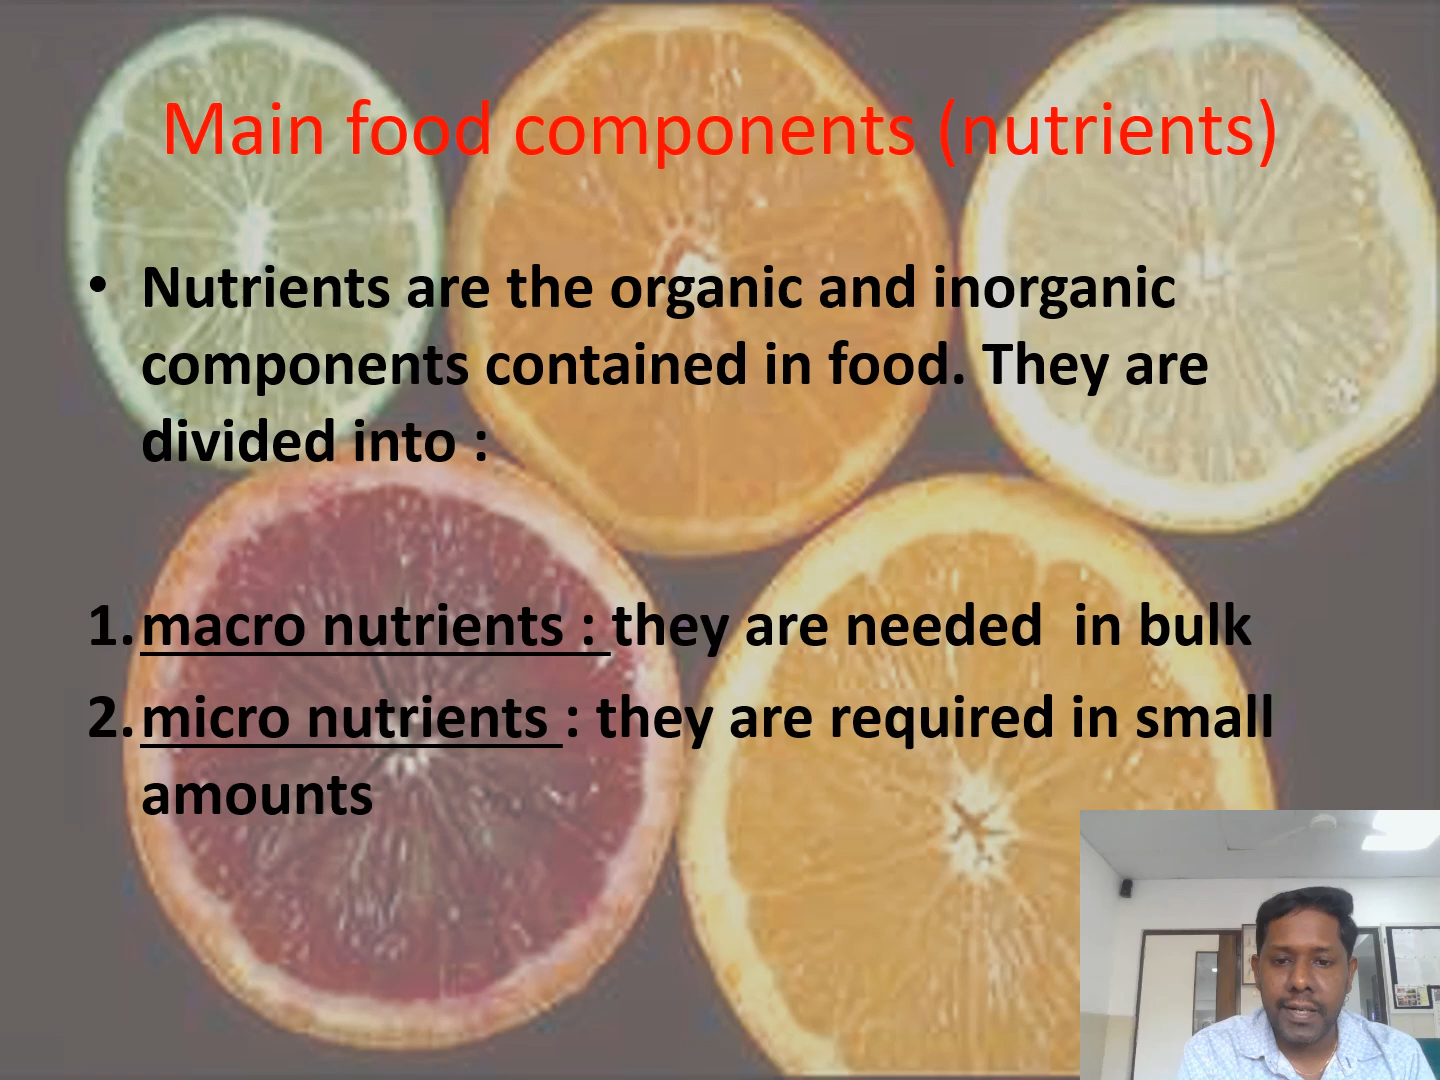 Main food components (nutrients)
• Nutrients are the organic and inorganic
components contained in food. They are
divided into :
1. macro nutrients : they are needed  in bulk
2. micro nutrients : they are required in small
amounts